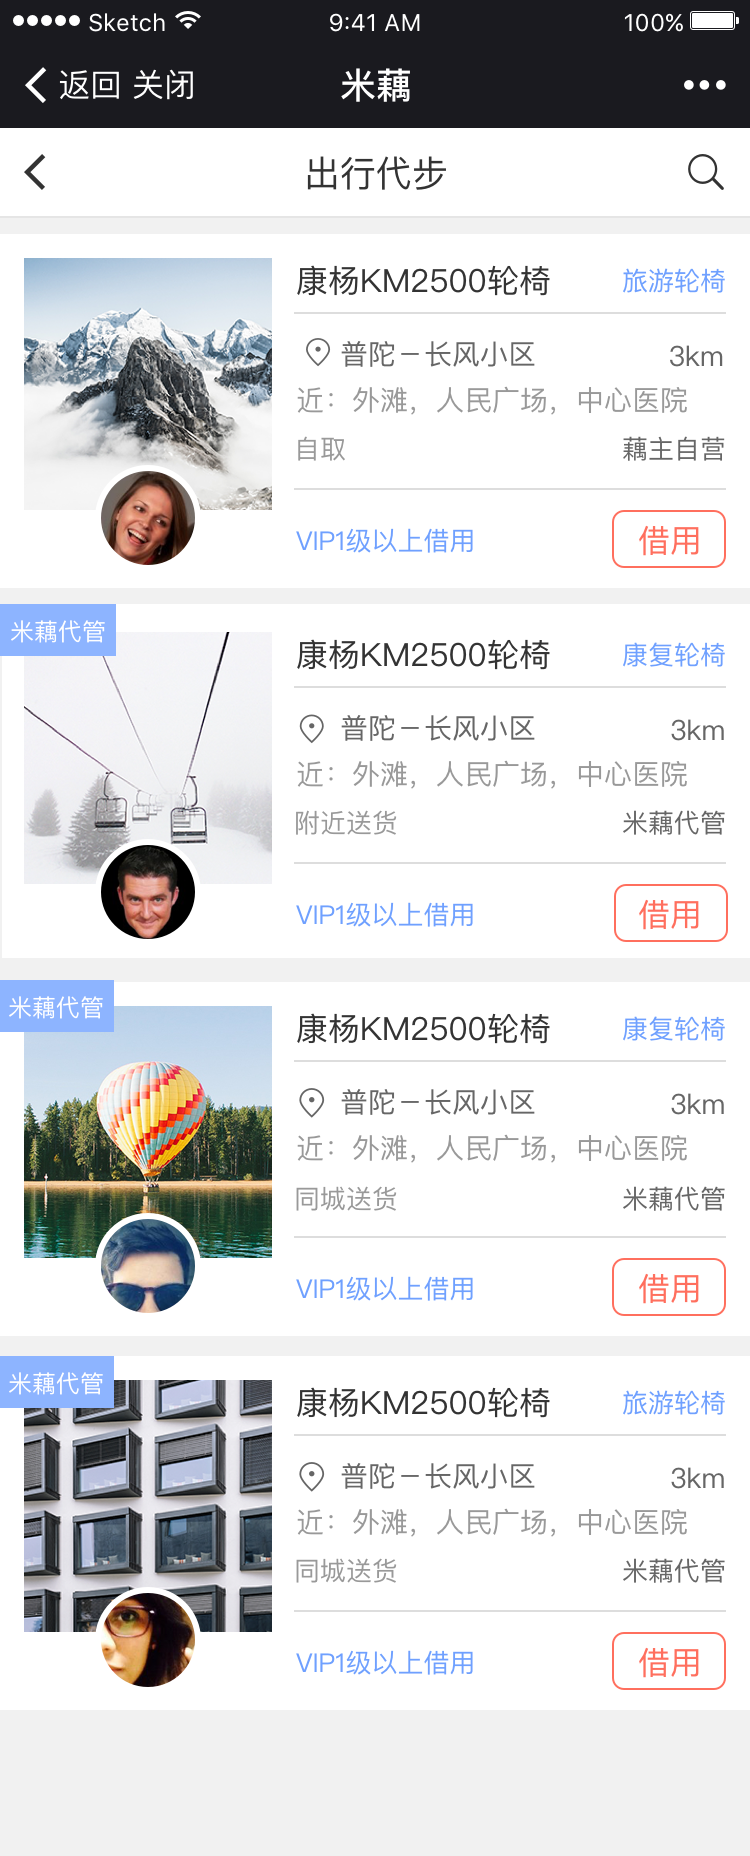 Sketch 9:41 AM 100%
返回 关闭 米藕
出行代步
康杨KM2500轮椅 旅游轮椅
普陀－长风小区 3km
近：外滩，人民广场，中心医院
自取 藕主自营
VIP1级以上借用 借用
米藕代管
康杨KM2500轮椅 康复轮椅
普陀－长风小区 3km
近：外滩，人民广场，中心医院
附近送货 米藕代管
VIP1级以上借用 借用
米藕代管
康杨KM2500轮椅 康复轮椅
普陀－长风小区 3km
近：外滩，人民广场，中心医院
同城送货 米藕代管
VIP1级以上借用 借用
米藕代管
康杨KM2500轮椅 旅游轮椅
普陀－长风小区 3km
近：外滩，人民广场，中心医院
同城送货 米藕代管
VIP1级以上借用 借用